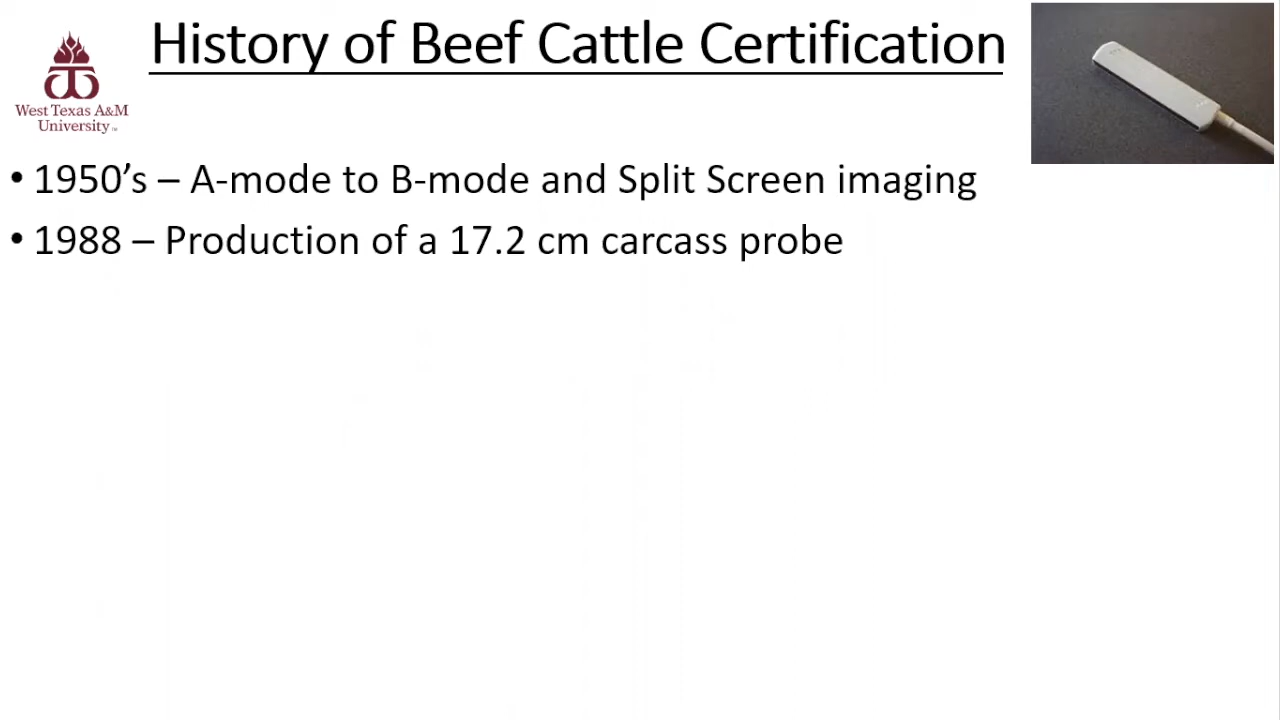 History of Beef Cattle Certification
West Texas A&M
University™
• 1950’s – A-mode to B-mode and Split Screen imaging
• 1988 – Production of a 17.2 cm carcass probe